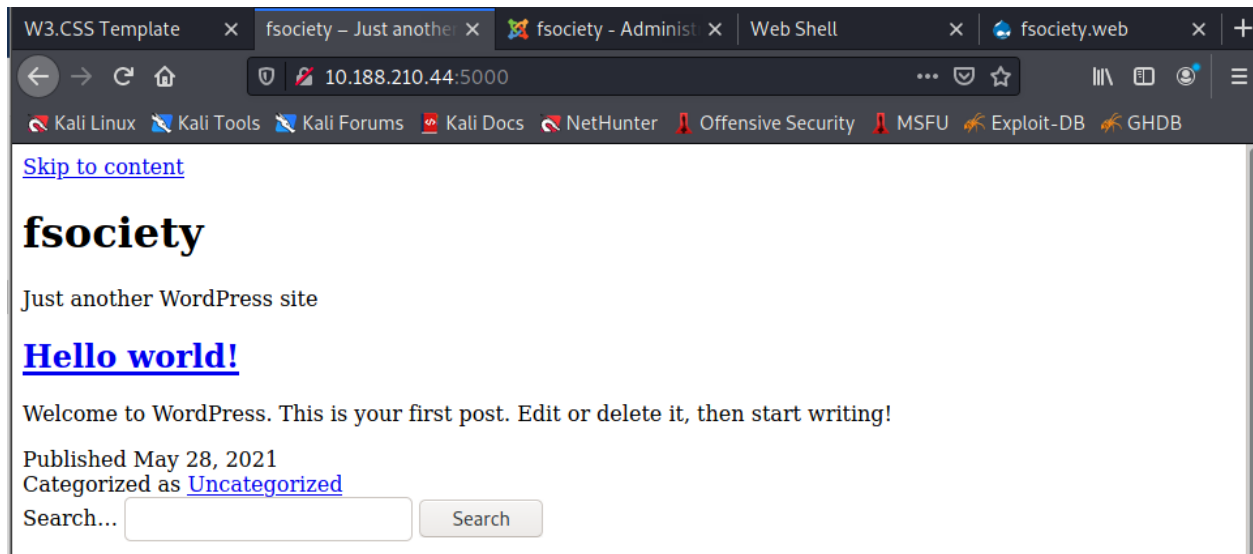 W3.CSS Template fsociety – Just another fsociety - Administ Web Shell fsociety.web
10.188.210.44:5000
Kali Linux Kali Tools Kali Forums Kali Docs NetHunter Offensive Security MSFU Exploit-DB GHDB
Skip to content
fsociety
Just another WordPress site
Hello world!
Welcome to WordPress. This is your first post. Edit or delete it, then start writing!
Published May 28, 2021
Categorized as Uncategorized
Search... Search